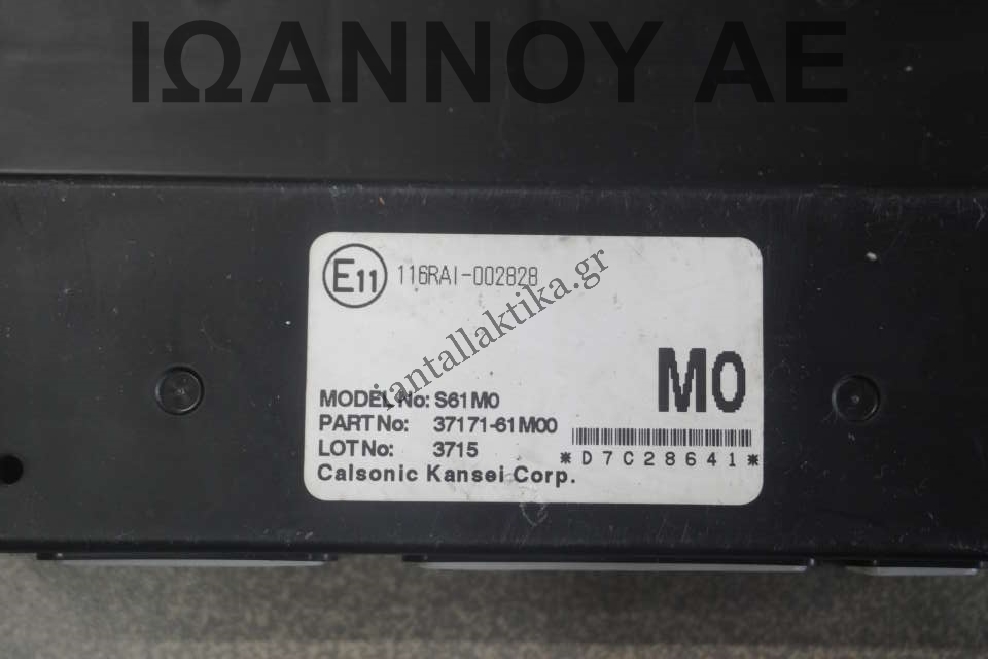 ΙΩΑΝΝΟΥ ΑΕ
E11 116RAI-002828
iantallaktika.gr
M0
MODEL No: S61M0
PART No: 37171-61M00
LOT No: 3715
*D7C28641*
Calsonic Kansei Corp.